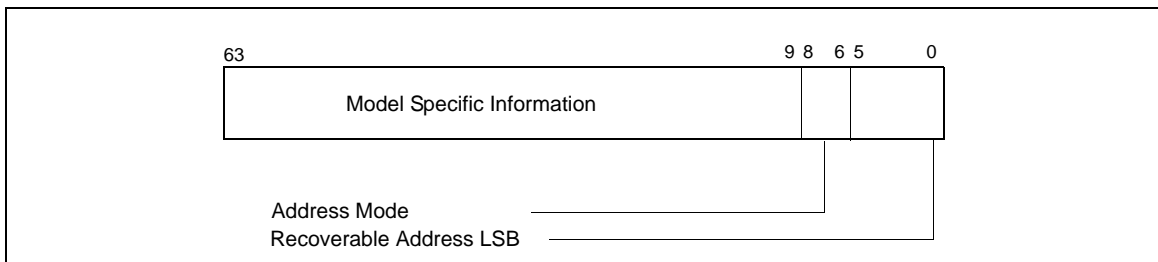 63 9 8 6 5 0
Model Specific Information
Address Mode
Recoverable Address LSB